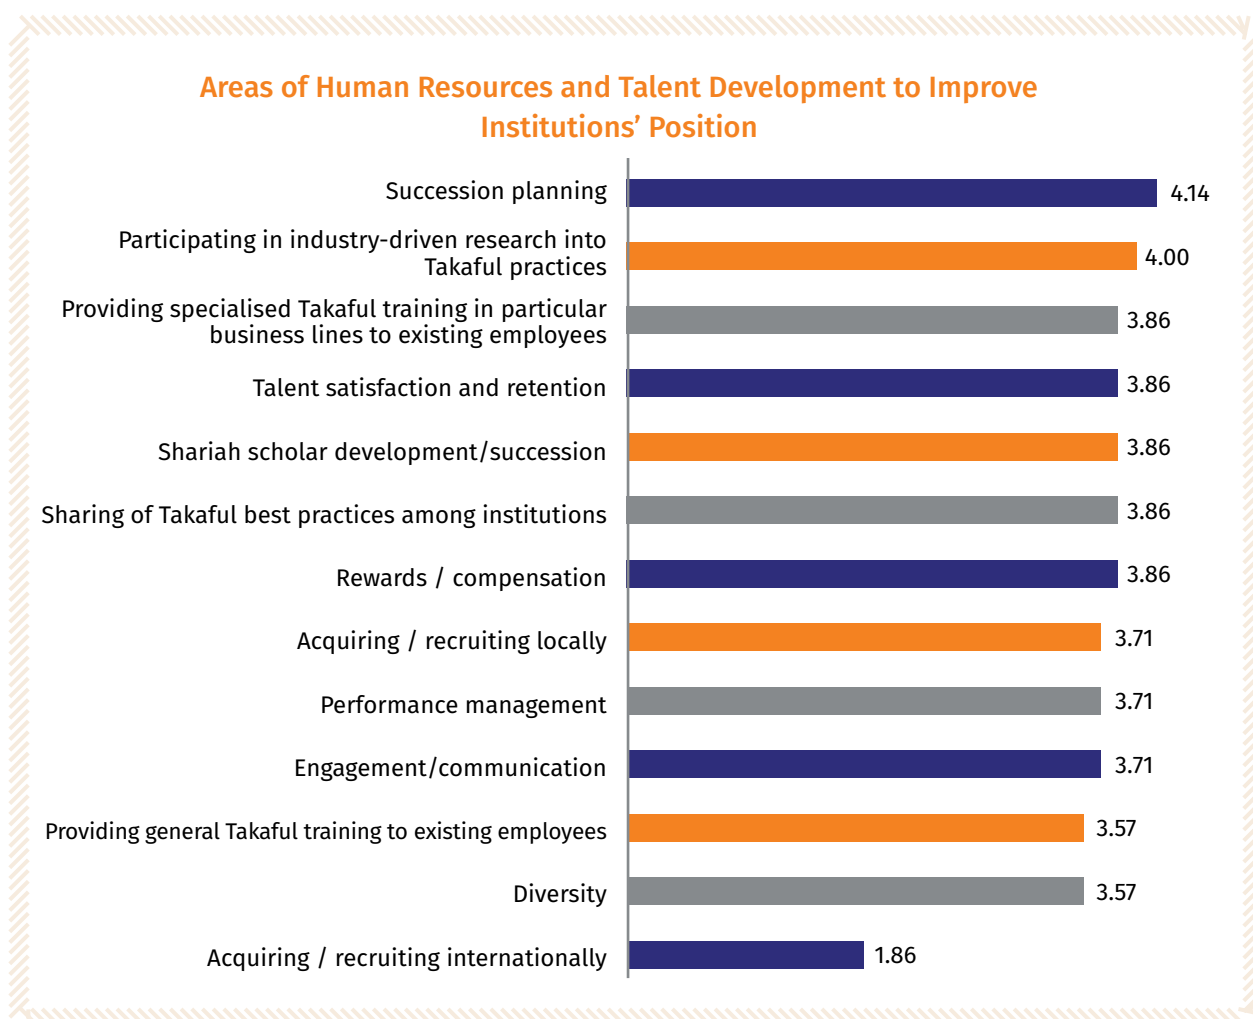 Areas of Human Resources and Talent Development to Improve
Institutions’ Position
Succession planning
4.14
Participating in industry-driven research into
Takaful practices
4.00
Providing specialised Takaful training in particular
business lines to existing employees
3.86
Talent satisfaction and retention
3.86
Shariah scholar development/succession
3.86
Sharing of Takaful best practices among institutions
3.86
Rewards / compensation
3.86
Acquiring / recruiting locally
3.71
Performance management
3.71
Engagement/communication
3.71
Providing general Takaful training to existing employees
3.57
Diversity
3.57
Acquiring / recruiting internationally
1.86